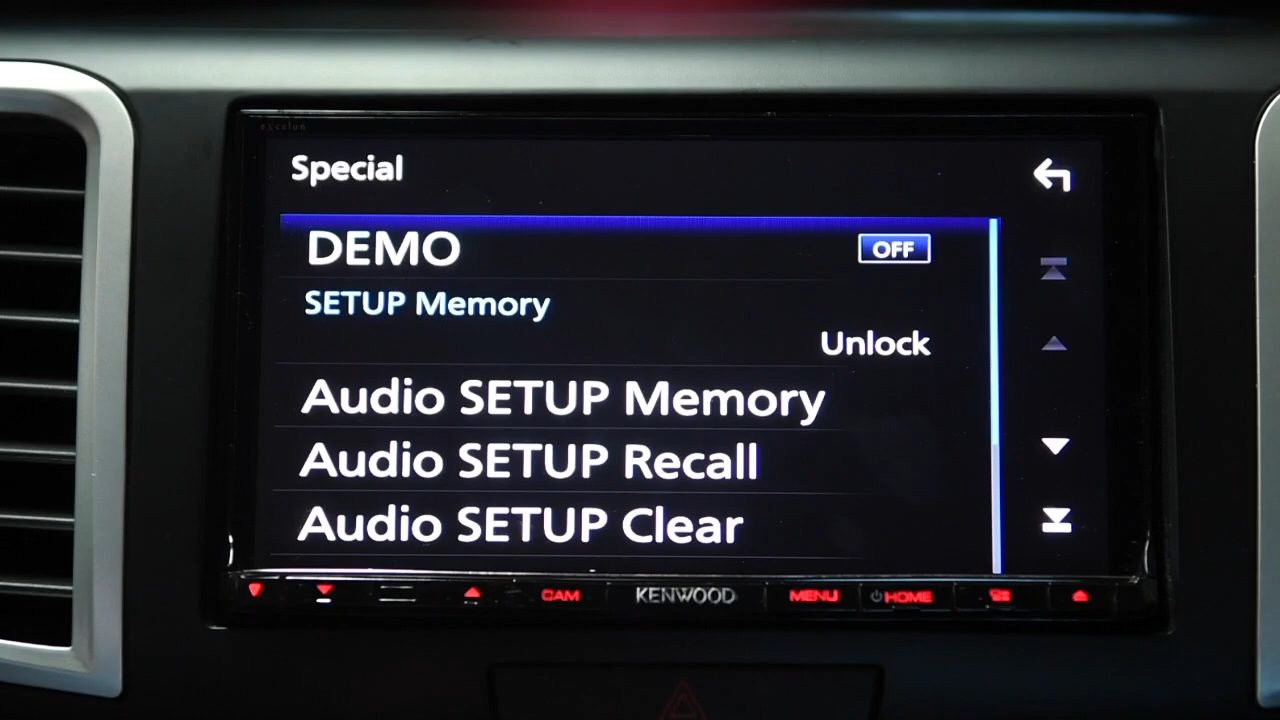 excelon
Special
DEMO OFF
SETUP Memory
Unlock
Audio SETUP Memory
Audio SETUP Recall
Audio SETUP Clear
CAM KENWOOD MENU HOME